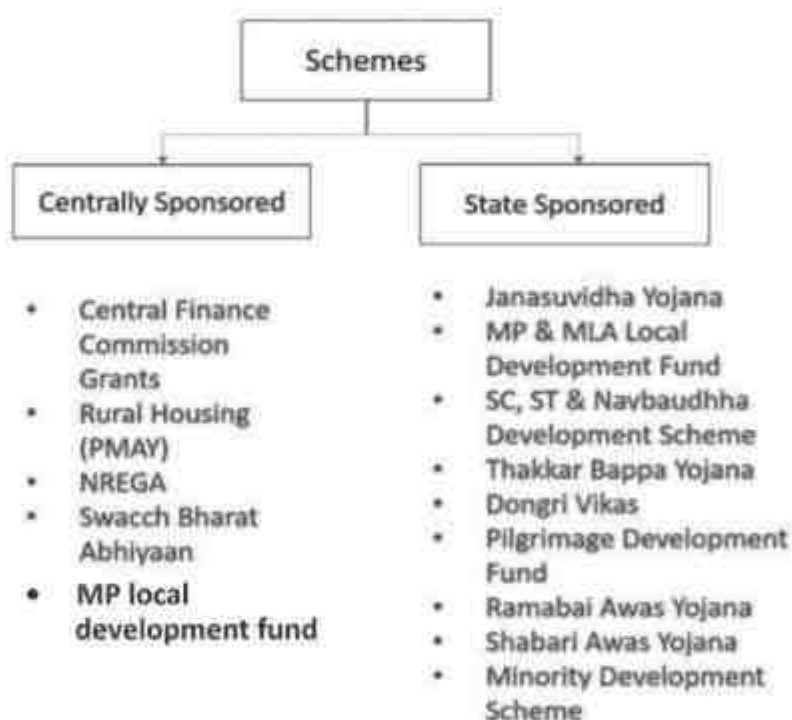 Schemes
Centrally Sponsored
• Central Finance
Commission
Grants
• Rural Housing
(PMAY)
• NREGA
• Swacch Bharat
Abhiyaan
• MP local
development fund
State Sponsored
• Janasuvidha Yojana
• MP & MLA Local
Development Fund
• SC, ST & Navbaudhha
Development Scheme
• Thakkar Bappa Yojana
• Dongri Vikas
• Pilgrimage Development
Fund
• Ramabai Awas Yojana
• Shabari Awas Yojana
• Minority Development
Scheme